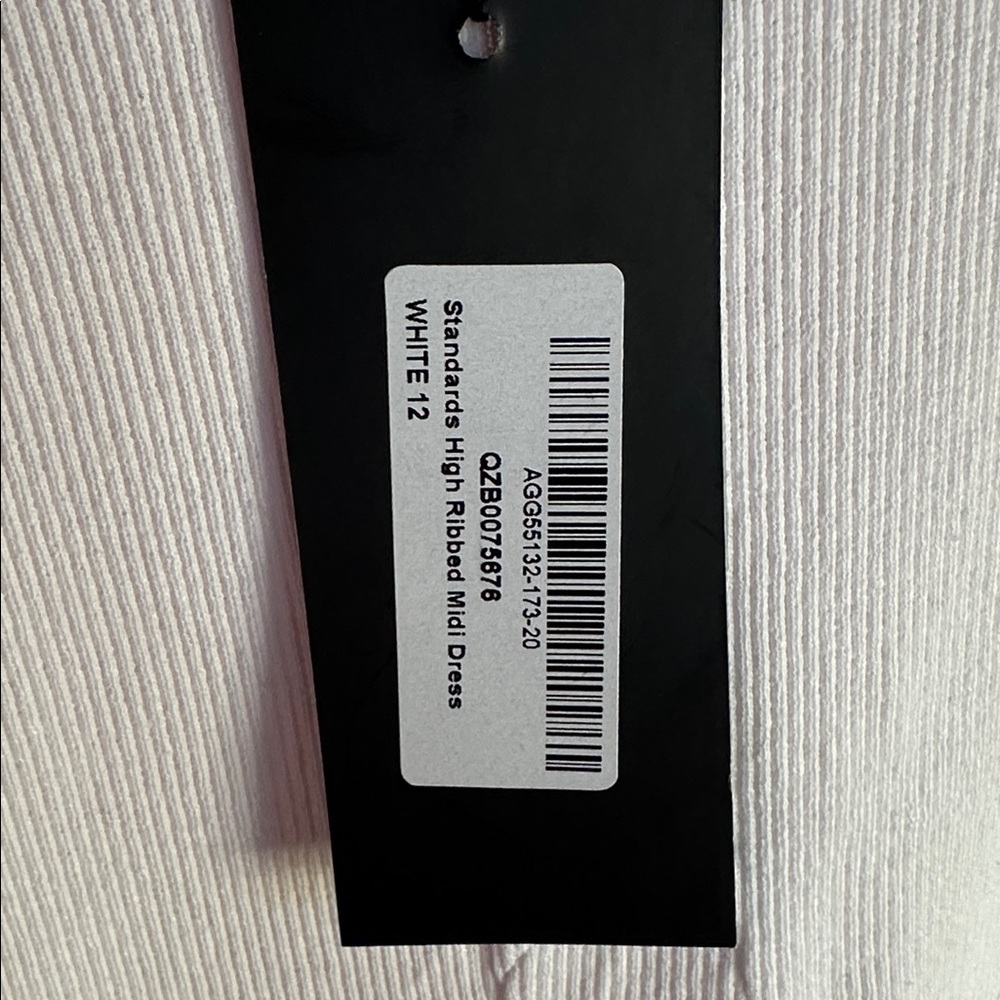 AGG55132-173-20
QZB0075676
Standards High Ribbed Midi Dress
WHITE 12